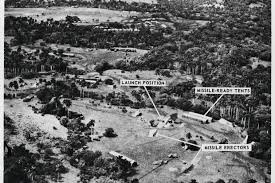 LAUNCH POSITION
MISSILE-READY TENTS
MISSILE ERECTORS